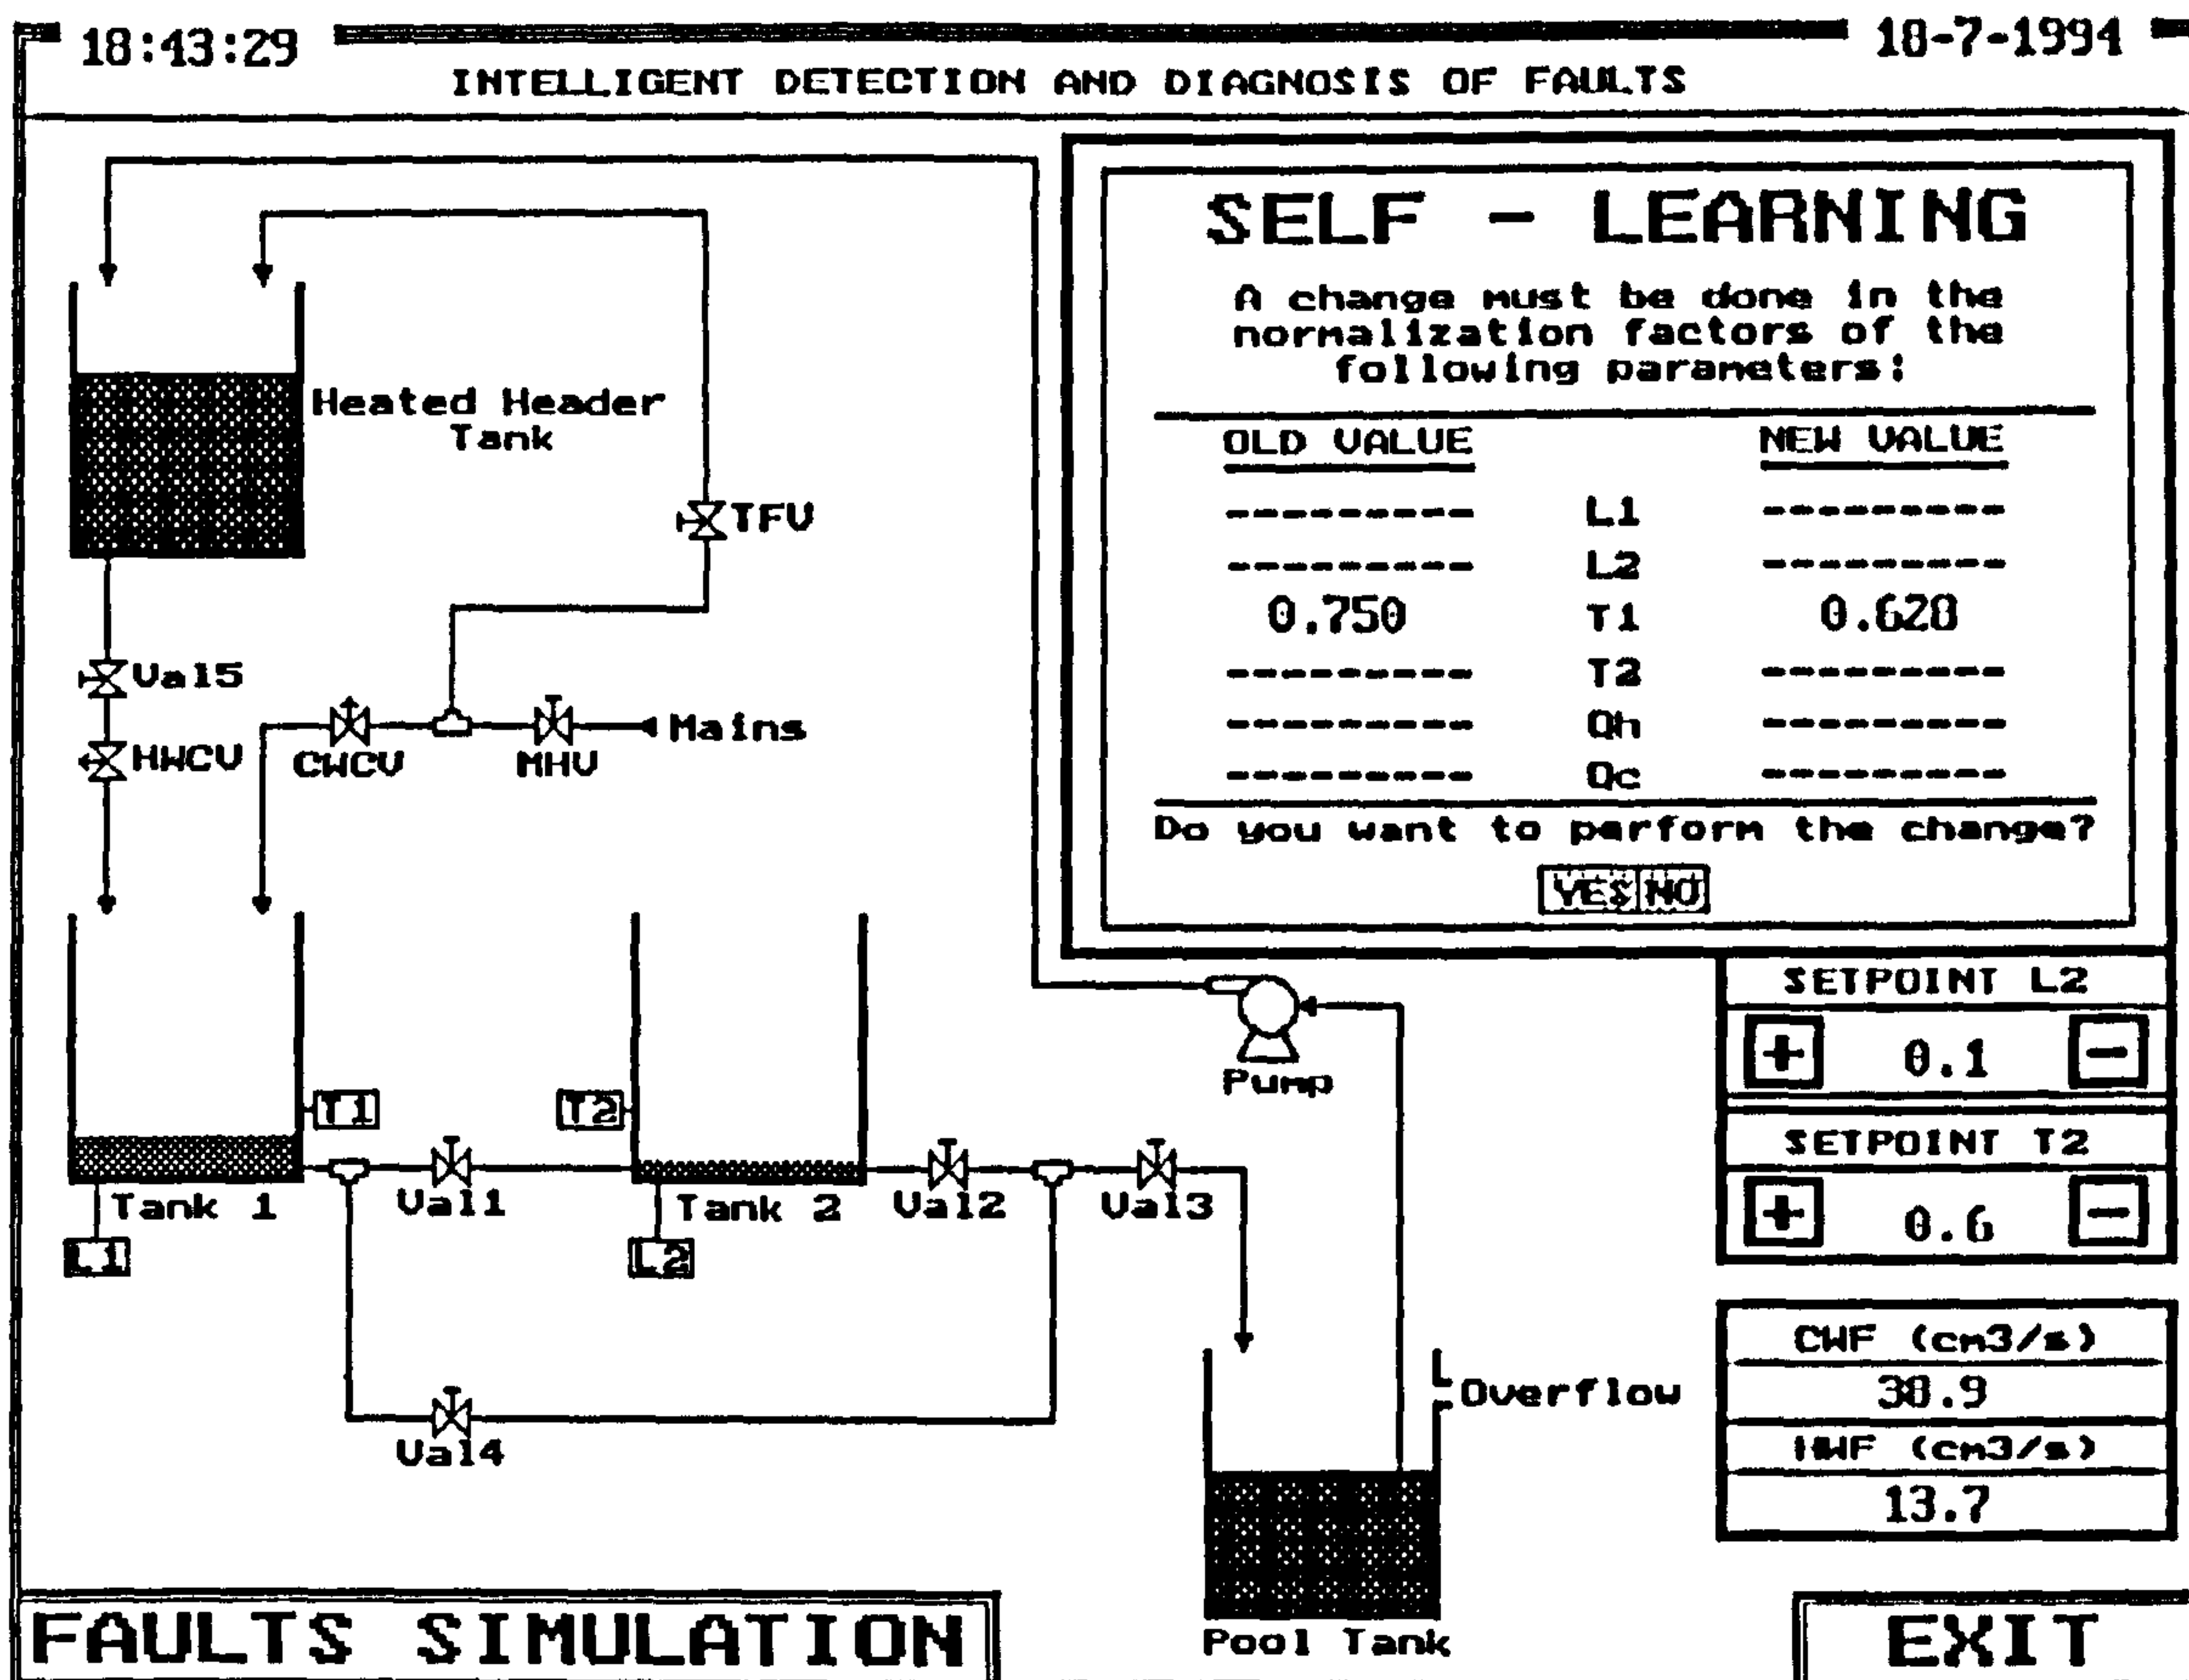 18:43:29
18-7-1994
INTELLIGENT DETECTION AND DIAGNOSIS OF FAULTS
SELF - LEARNING
A change must be done in the
normalization factors of the
following parameters:
OLD VALUE NEW VALUE
--------- L1 ---------
--------- L2 ---------
0.750 T1 0.628
--------- T2 ---------
--------- Qh ---------
--------- Qc ---------
Do you want to perform the change?
YES NO
Heated Header
Tank
TFV
Val5
HWCV
CWCV
MHV
Mains
T1
T2
Tank 1
Val1
Tank 2
Val2
Val3
L1
L2
Val4
Pump
Overflow
Pool Tank
SETPOINT L2
+ 0.1 -
SETPOINT T2
+ 0.6 -
CWF (cm3/s)
38.9
HWF (cm3/s)
13.7
FAULTS SIMULATION
EXIT